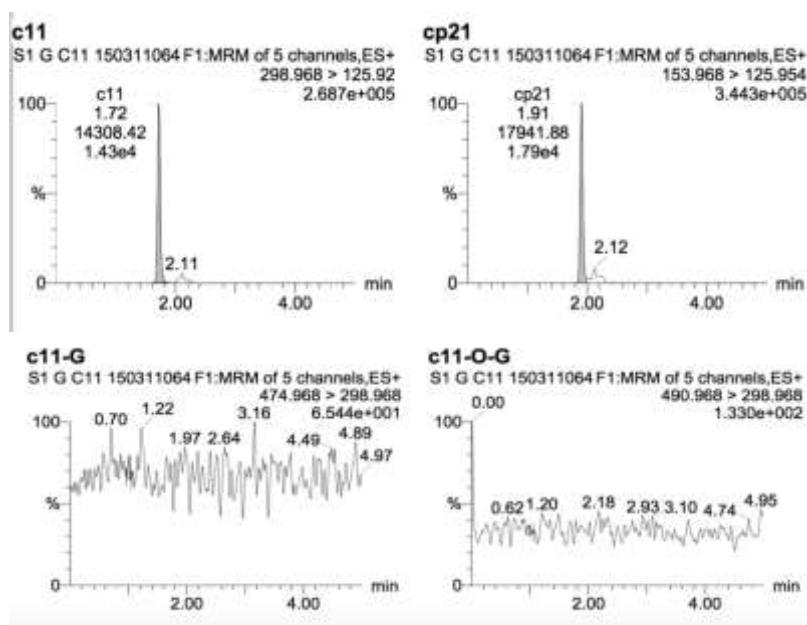 c11
S1 G C11 150311064 F1:MRM of 5 channels,ES+
298.968 > 125.92
2.687e+005
100
c11
1.72
14308.42
1.43e4
%
2.11
0
min
2.00
4.00
cp21
S1 G C11 150311064 F1:MRM of 5 channels,ES+
153.968 > 125.954
3.443e+005
100
cp21
1.91
17941.88
1.79e4
%
2.12
0
min
2.00
4.00
c11-G
S1 G C11 150311064 F1:MRM of 5 channels,ES+
474.968 > 298.968
6.544e+001
100
0.70
1.22
1.97
2.64
3.16
4.49
4.89
4.97
%
0
min
2.00
4.00
c11-O-G
S1 G C11 150311064 F1:MRM of 5 channels,ES+
490.968 > 298.968
1.330e+002
100
0.00
%
0.62
1.20
2.18
2.93
3.10
4.74
4.95
0
min
2.00
4.00